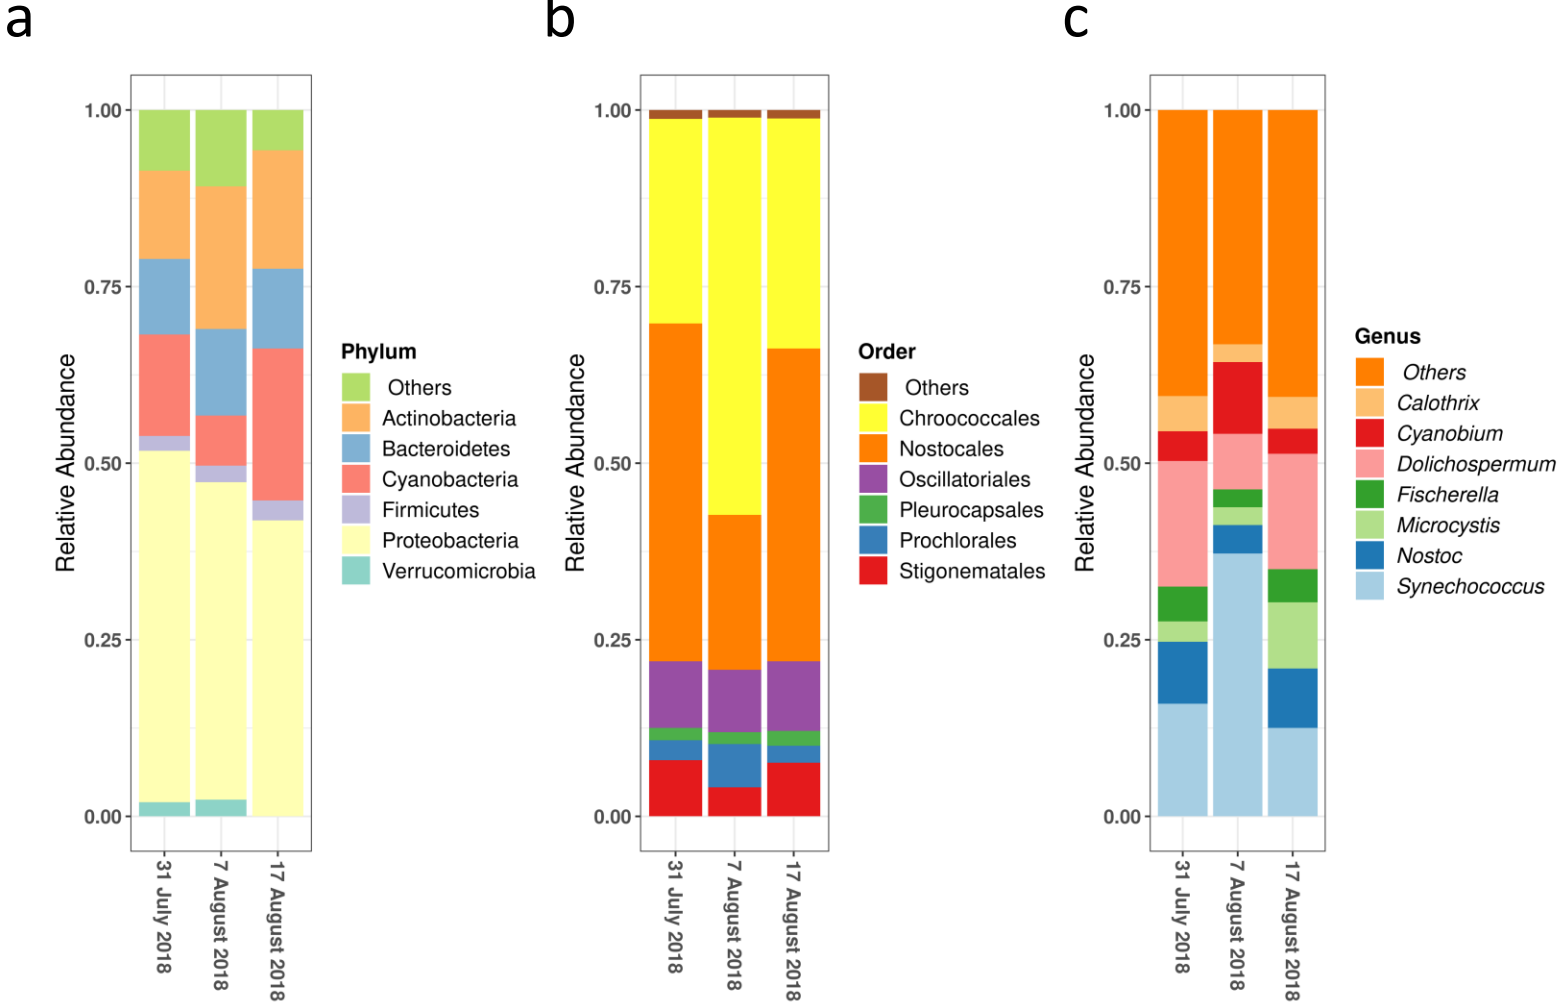 a
1.00
0.75
0.50
0.25
0.00
Relative Abundance
31 July 2018
7 August 2018
17 August 2018
Phylum
Others
Actinobacteria
Bacteroidetes
Cyanobacteria
Firmicutes
Proteobacteria
Verrucomicrobia
b
1.00
0.75
0.50
0.25
0.00
Relative Abundance
31 July 2018
7 August 2018
17 August 2018
Order
Others
Chroococcales
Nostocales
Oscillatoriales
Pleurocapsales
Prochlorales
Stigonematales
c
1.00
0.75
0.50
0.25
0.00
Relative Abundance
31 July 2018
7 August 2018
17 August 2018
Genus
Others
Calothrix
Cyanobium
Dolichospermum
Fischerella
Microcystis
Nostoc
Synechococcus